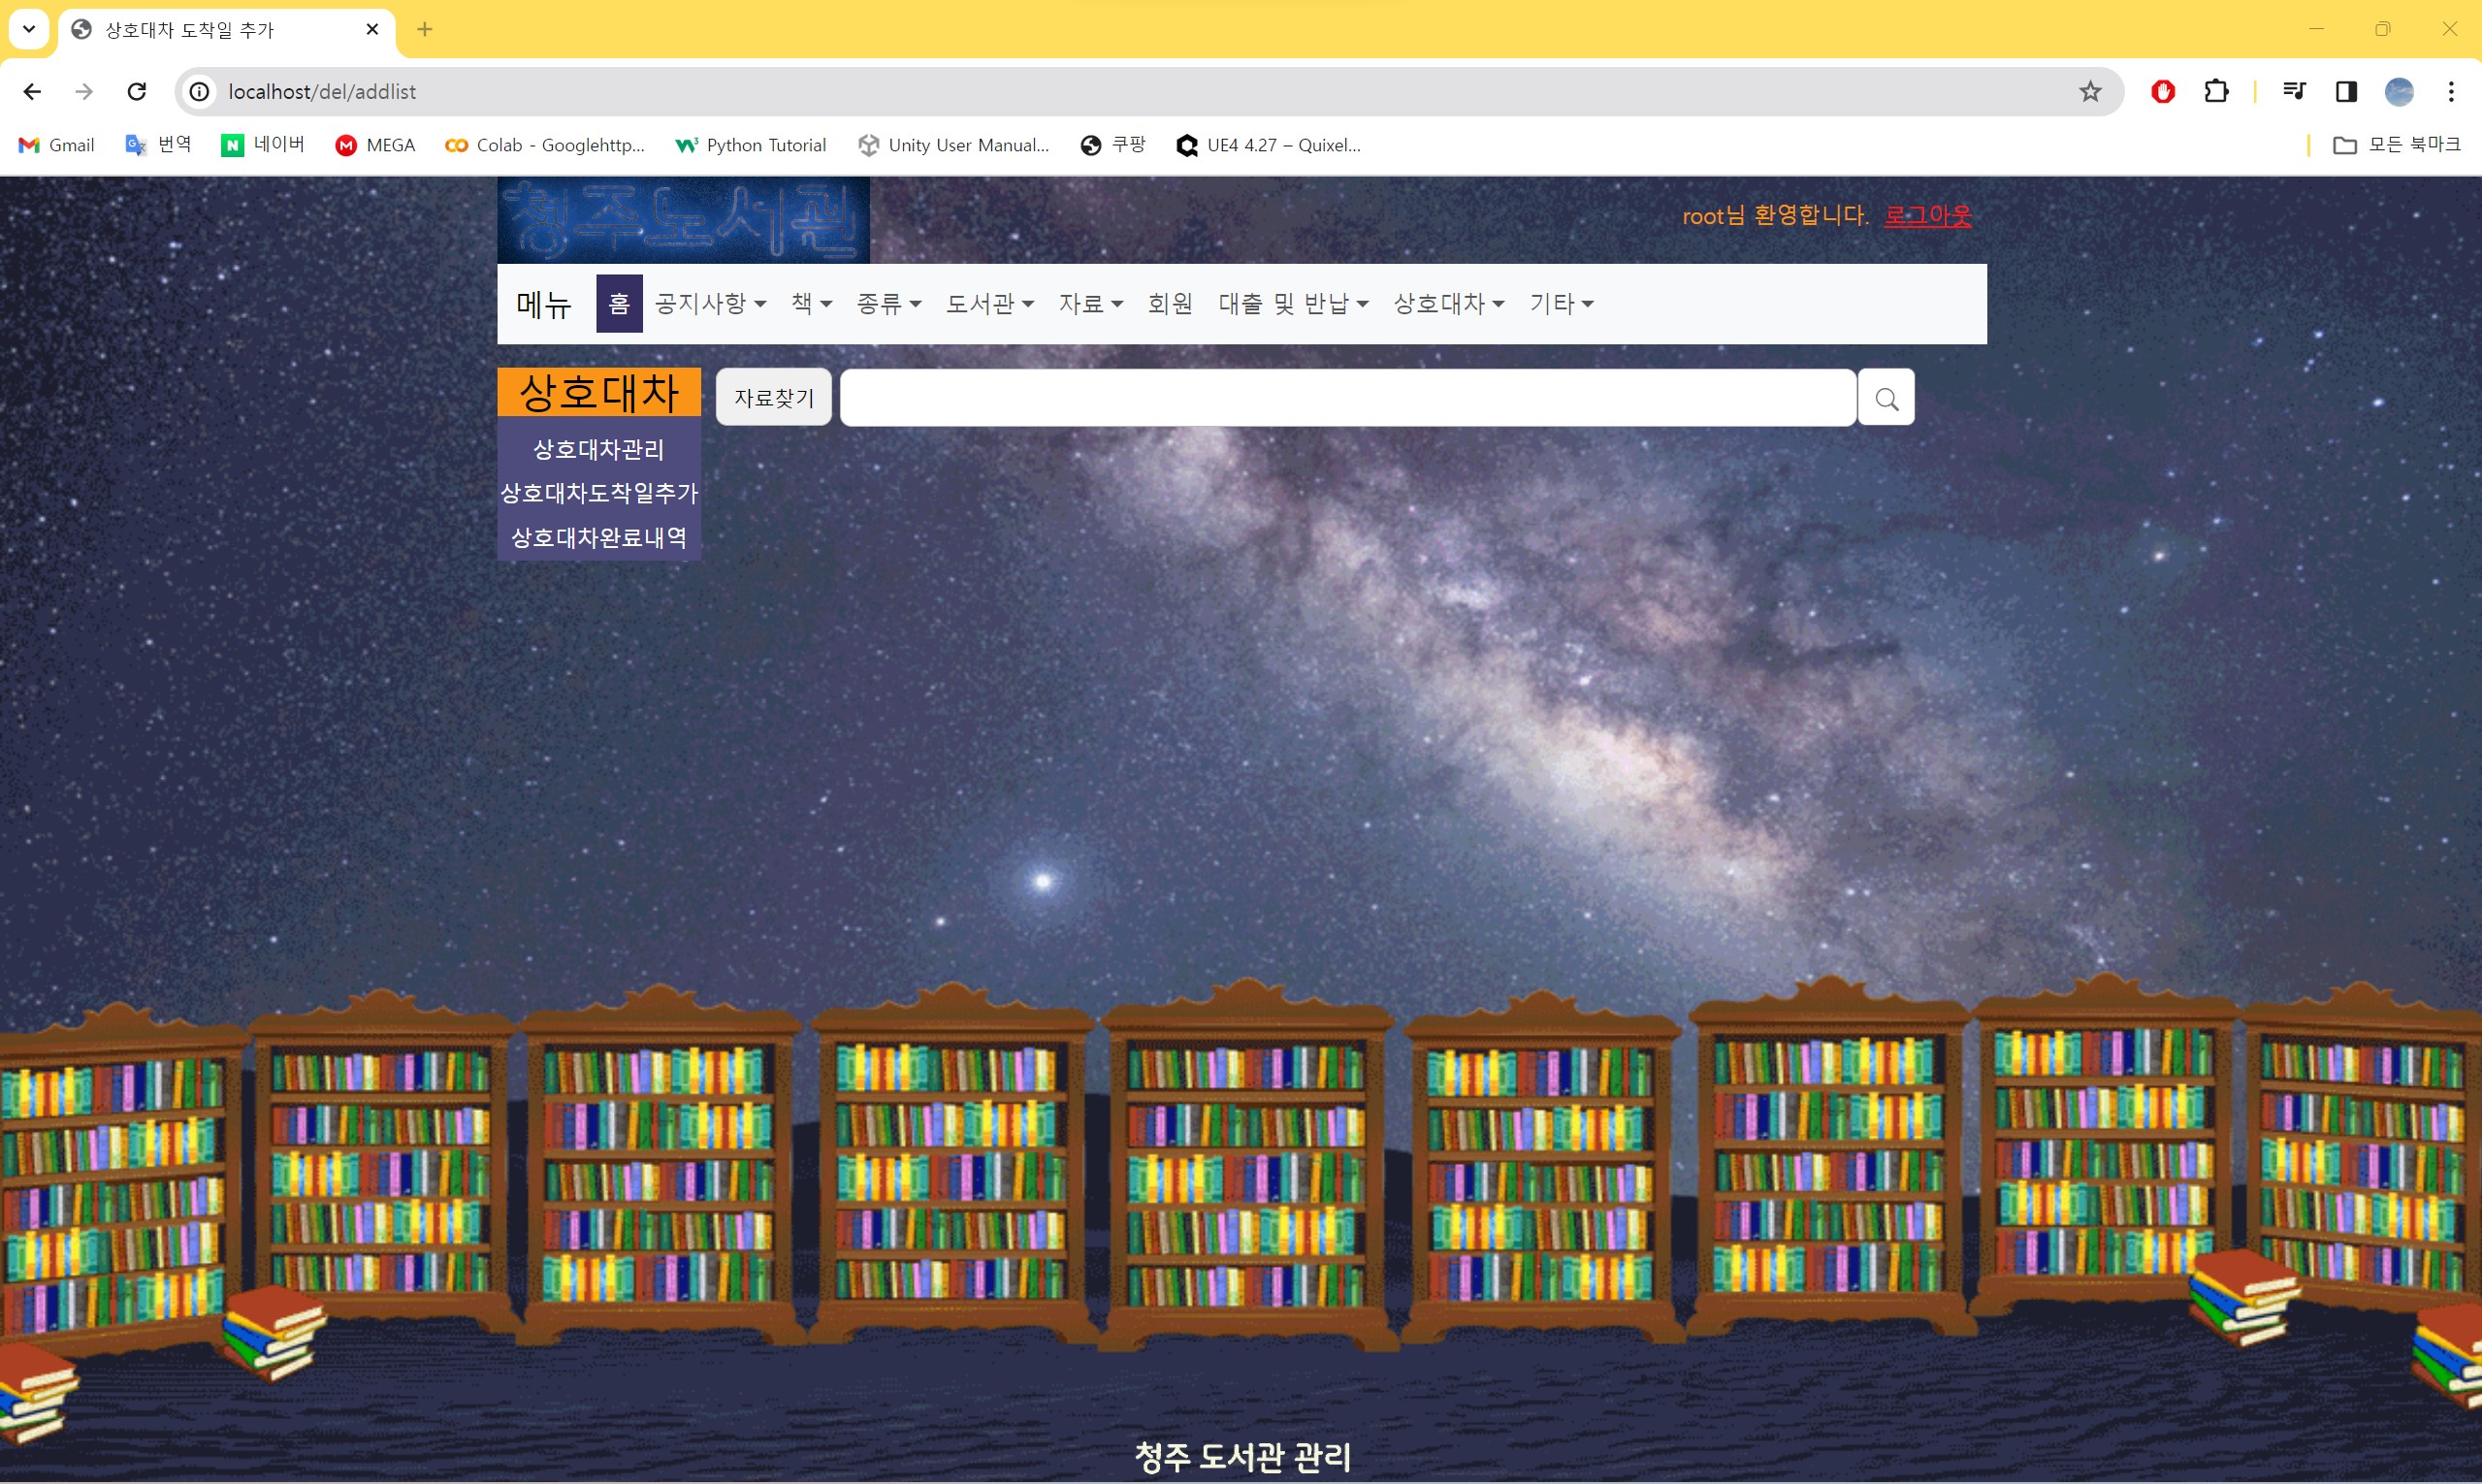 상호대차 도착일 추가
localhost/del/addlist
Gmail 번역 네이버 MEGA Colab - Googlehttp... Python Tutorial Unity User Manual... 쿠팡 UE4 4.27 – Quixel... 모든 북마크
청주도서관
root님 환영합니다. 로그아웃
메뉴 홈 공지사항 책 종류 도서관 자료 회원 대출 및 반납 상호대차 기타
상호대차 자료찾기
상호대차관리
상호대차도착일추가
상호대차완료내역
청주 도서관 관리